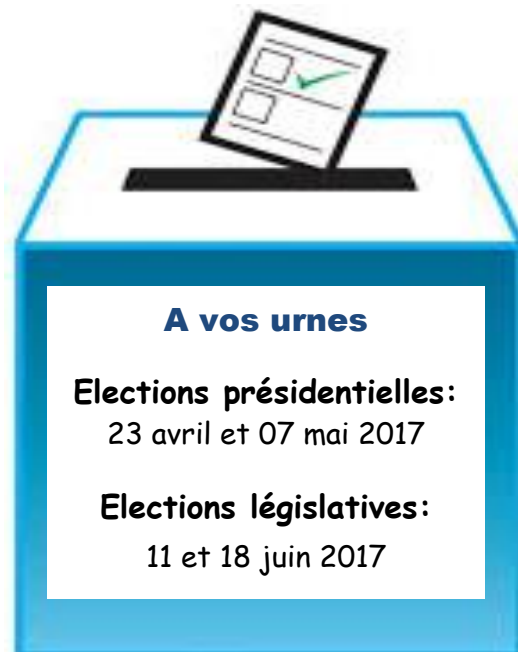 A vos urnes
Elections présidentielles:
23 avril et 07 mai 2017
Elections législatives:
11 et 18 juin 2017